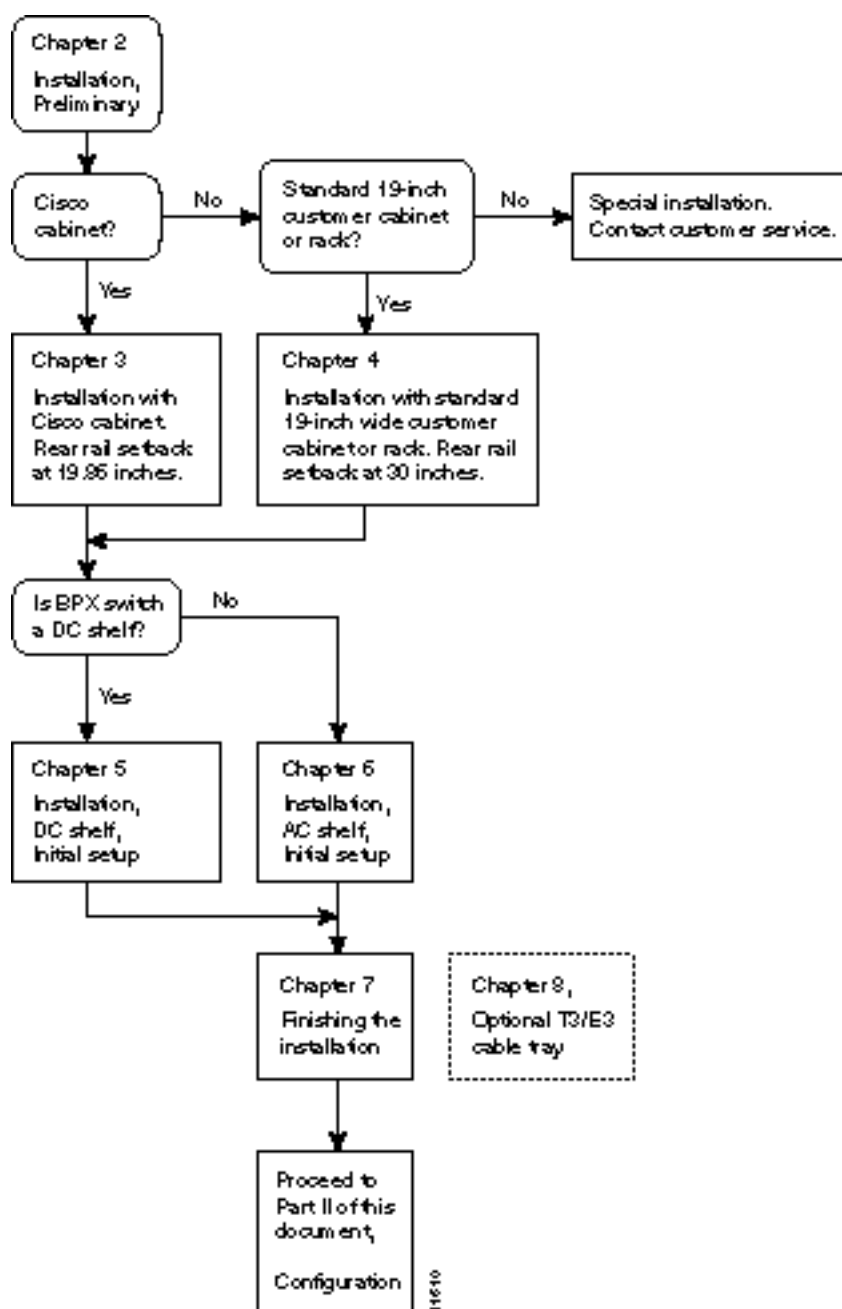 Chapter 2
Installation,
Preliminary
Cisco
cabinet?
No
Standard 19-inch
customer cabinet
or rack?
No
Special installation.
Contact customer service.
Yes
Yes
Chapter 3
Installation with
Cisco cabinet.
Rear rail setback
at 19.86 inches.
Chapter 4
Installation with standard
19-inch wide customer
cabinet or rack. Rear rail
setback at 30 inches.
Is BPX switch
a DC shelf?
No
Yes
Chapter 5
Installation,
DC shelf,
Initial setup
Chapter 6
Installation,
AC shelf,
Initial setup
Chapter 7
Finishing the
installation
Chapter 8,
Optional T3/E3
cable tray
Proceed to
Part II of this
document,
Configuration